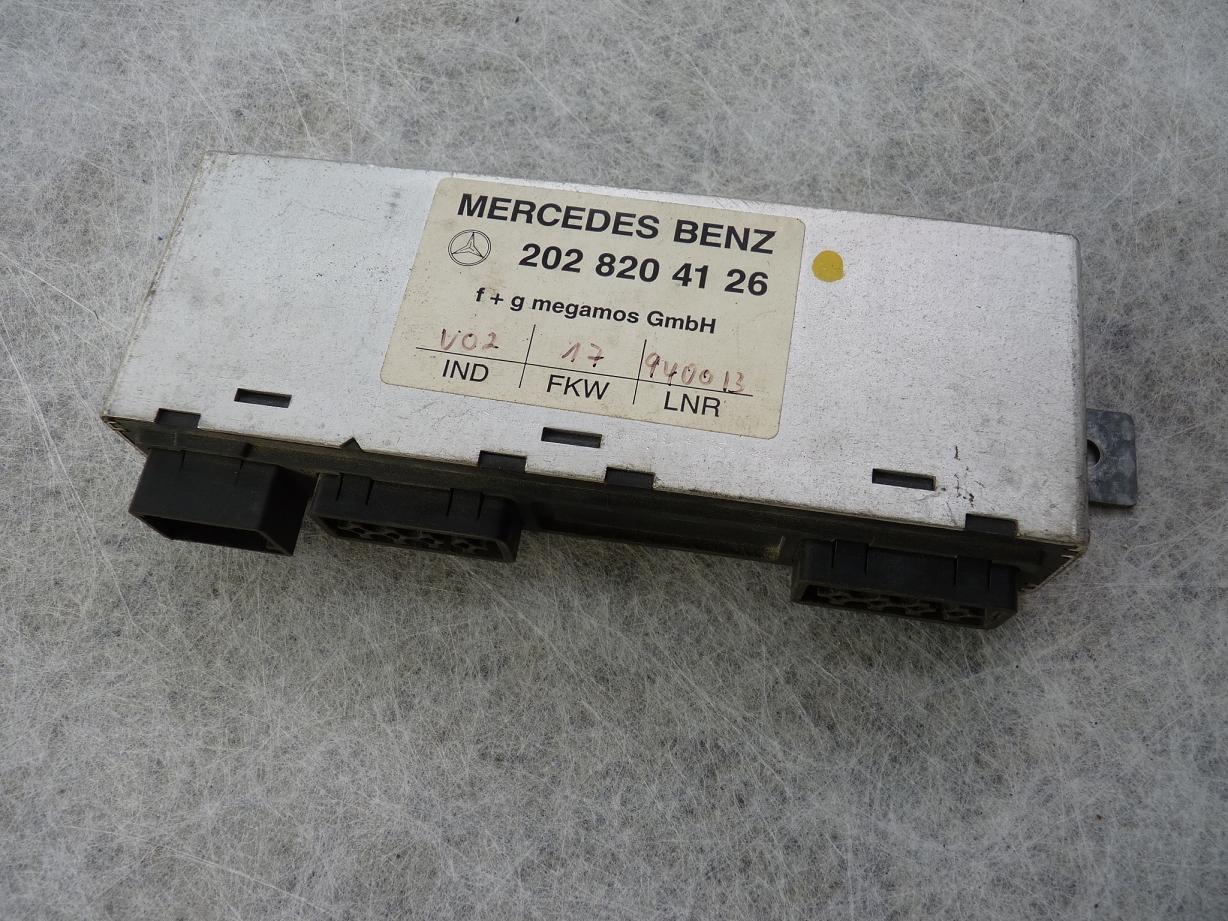 MERCEDES BENZ
202 820 41 26
f + g megamos GmbH
V02 17 940013
IND FKW LNR